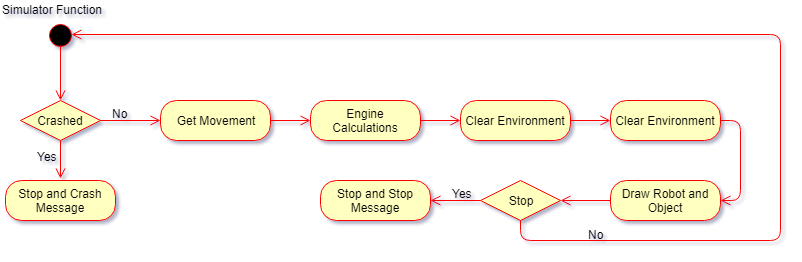 Simulator Function
Crashed
No
Get Movement
Engine
Calculations
Clear Environment
Clear Environment
Yes
Stop and Crash
Message
Stop and Stop
Message
Yes
Stop
Draw Robot and
Object
No